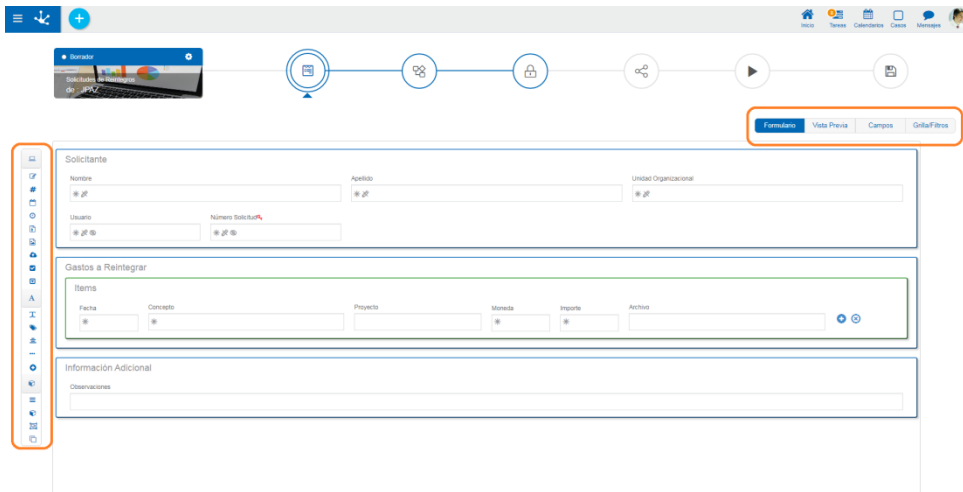 Inicio Tareas Calendarios Casos Mensajes
Borrador
Solicitudes de Reintegros
de : JPAZ
Formulario Vista Previa Campos Grilla/Filtros
Solicitante
Nombre Apellido Unidad Organizacional
Usuario Número Solicitud
Gastos a Reintegrar
Items
Fecha Concepto Proyecto Moneda Importe Archivo
Información Adicional
Observaciones